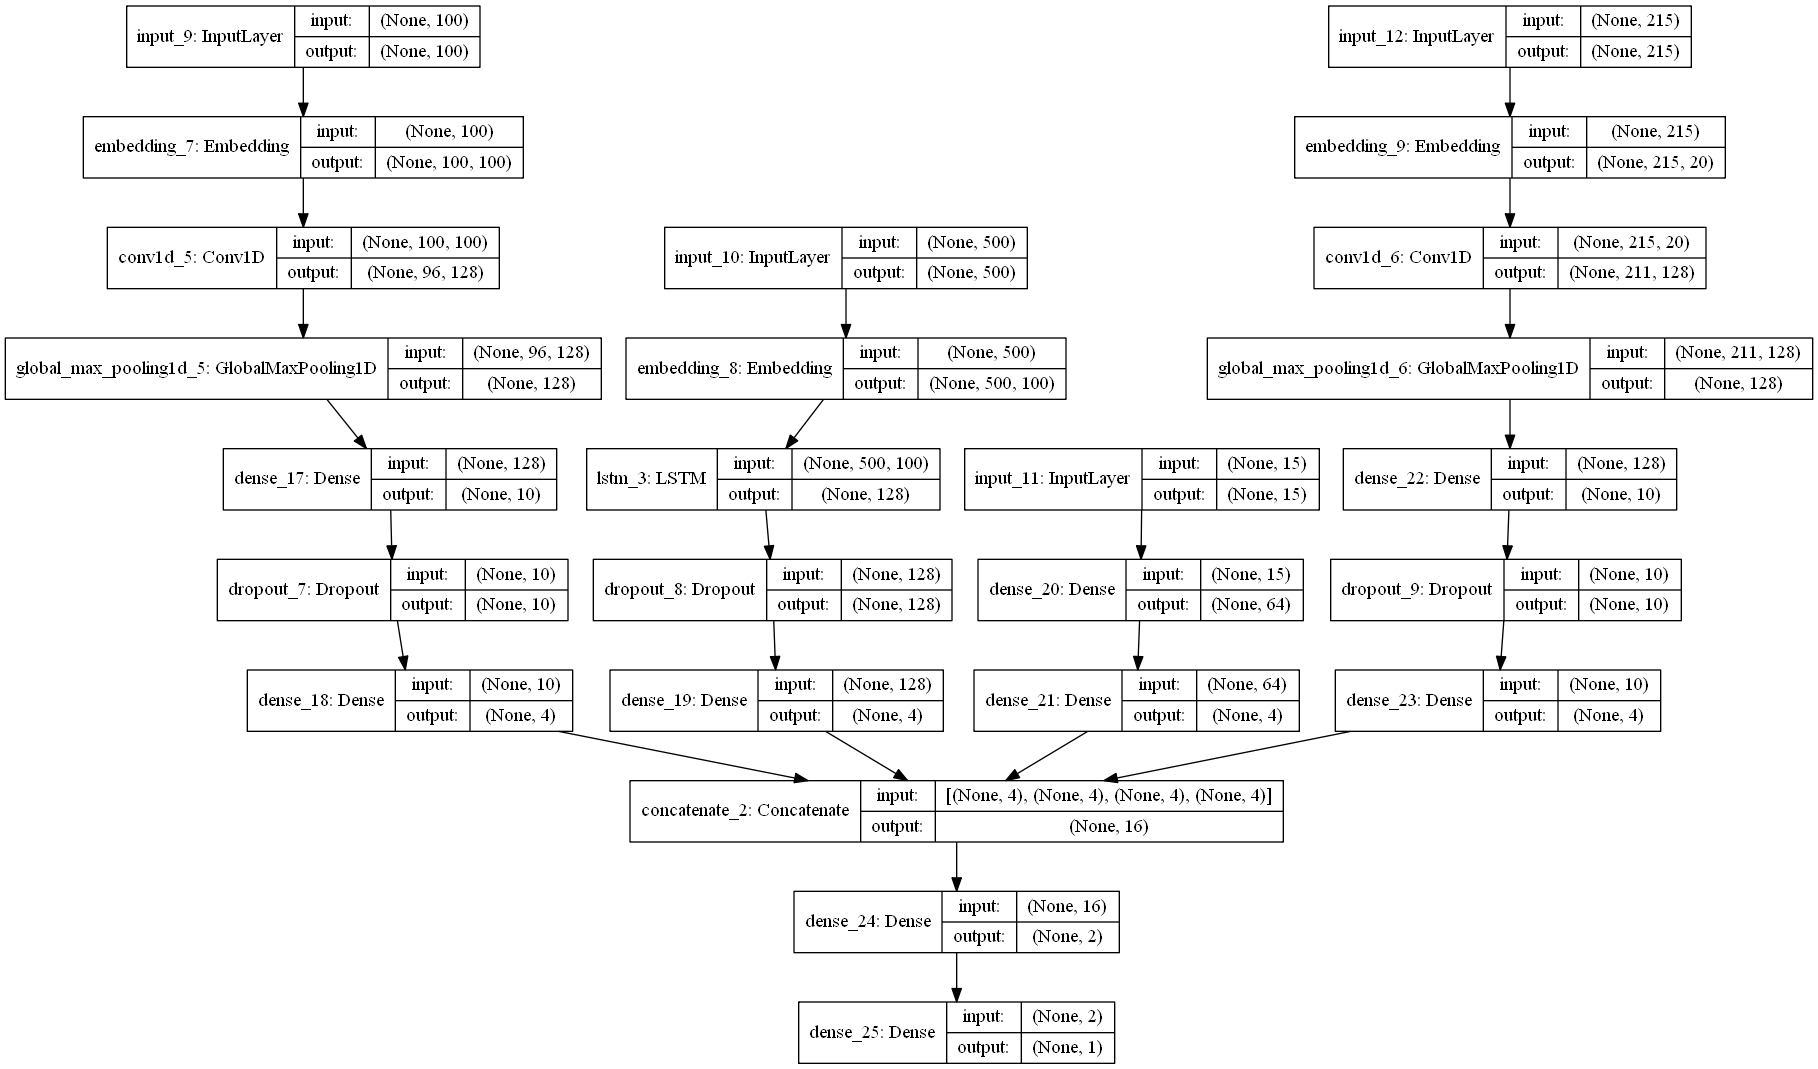 input_9: InputLayer
input: (None, 100)
output: (None, 100)
input_12: InputLayer
input: (None, 215)
output: (None, 215)
embedding_7: Embedding
input: (None, 100)
output: (None, 100, 100)
embedding_9: Embedding
input: (None, 215)
output: (None, 215, 20)
conv1d_5: Conv1D
input: (None, 100, 100)
output: (None, 96, 128)
input_10: InputLayer
input: (None, 500)
output: (None, 500)
conv1d_6: Conv1D
input: (None, 215, 20)
output: (None, 211, 128)
global_max_pooling1d_5: GlobalMaxPooling1D
input: (None, 96, 128)
output: (None, 128)
embedding_8: Embedding
input: (None, 500)
output: (None, 500, 100)
global_max_pooling1d_6: GlobalMaxPooling1D
input: (None, 211, 128)
output: (None, 128)
dense_17: Dense
input: (None, 128)
output: (None, 10)
lstm_3: LSTM
input: (None, 500, 100)
output: (None, 128)
input_11: InputLayer
input: (None, 15)
output: (None, 15)
dense_22: Dense
input: (None, 128)
output: (None, 10)
dropout_7: Dropout
input: (None, 10)
output: (None, 10)
dropout_8: Dropout
input: (None, 128)
output: (None, 128)
dense_20: Dense
input: (None, 15)
output: (None, 64)
dropout_9: Dropout
input: (None, 10)
output: (None, 10)
dense_18: Dense
input: (None, 10)
output: (None, 4)
dense_19: Dense
input: (None, 128)
output: (None, 4)
dense_21: Dense
input: (None, 64)
output: (None, 4)
dense_23: Dense
input: (None, 10)
output: (None, 4)
concatenate_2: Concatenate
input: [(None, 4), (None, 4), (None, 4), (None, 4)]
output: (None, 16)
dense_24: Dense
input: (None, 16)
output: (None, 2)
dense_25: Dense
input: (None, 2)
output: (None, 1)